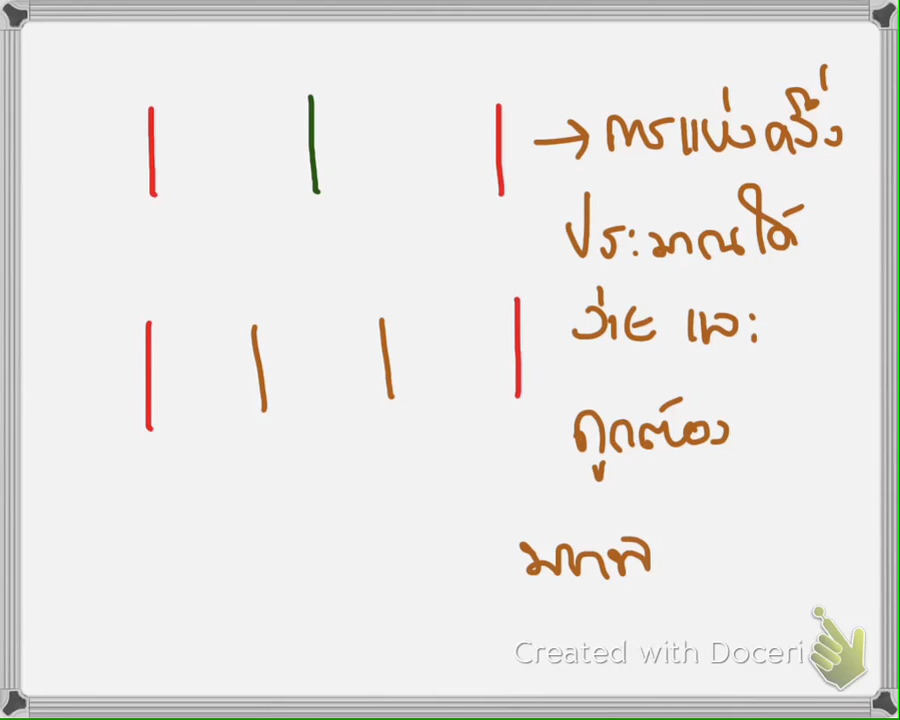 → การแบ่งครึ่ง
ประมาณได้
ง่าย และ
ถูกต้อง
มากที่
Created with Doceri